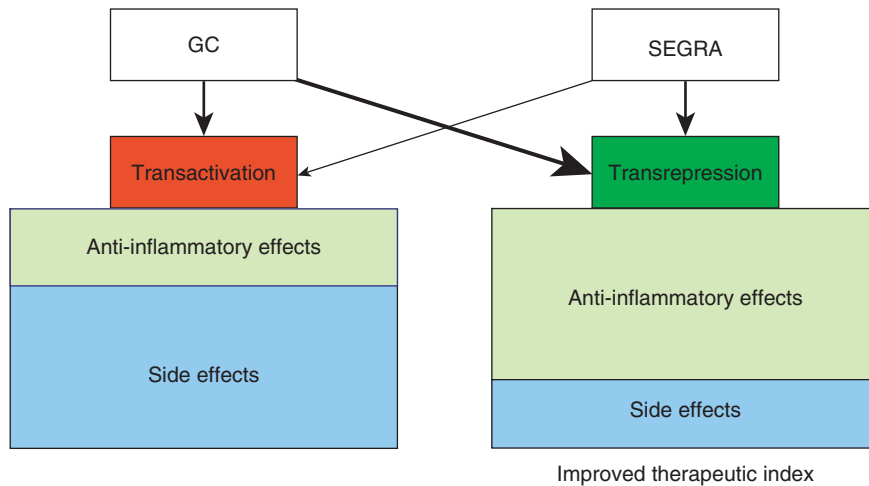 GC
SEGRA
Transactivation
Transrepression
Anti-inflammatory effects
Anti-inflammatory effects
Side effects
Side effects
Improved therapeutic index